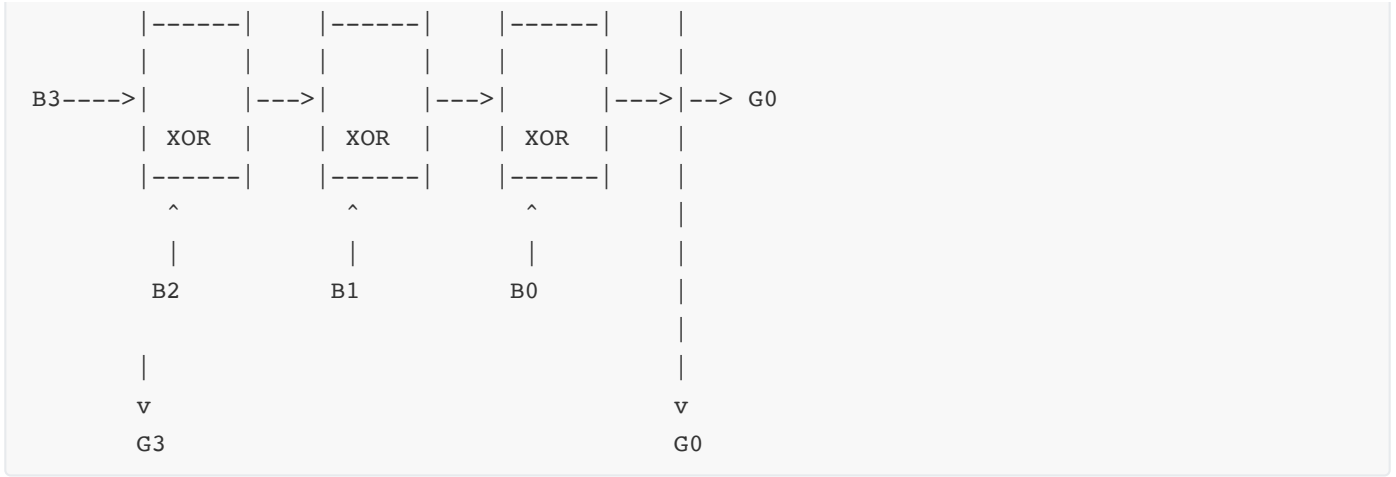 |------|     |------|     |------|     |
|      |     |      |     |      |     |
B3---->|      |--->|      |--->|      |--->|--> G0
| XOR  |     | XOR  |     | XOR  |     |
|------|     |------|     |------|     |
^            ^            ^          |
|            |            |          |
B2           B1           B0         |
|
|                                      |
v                                      v
G3                                     G0